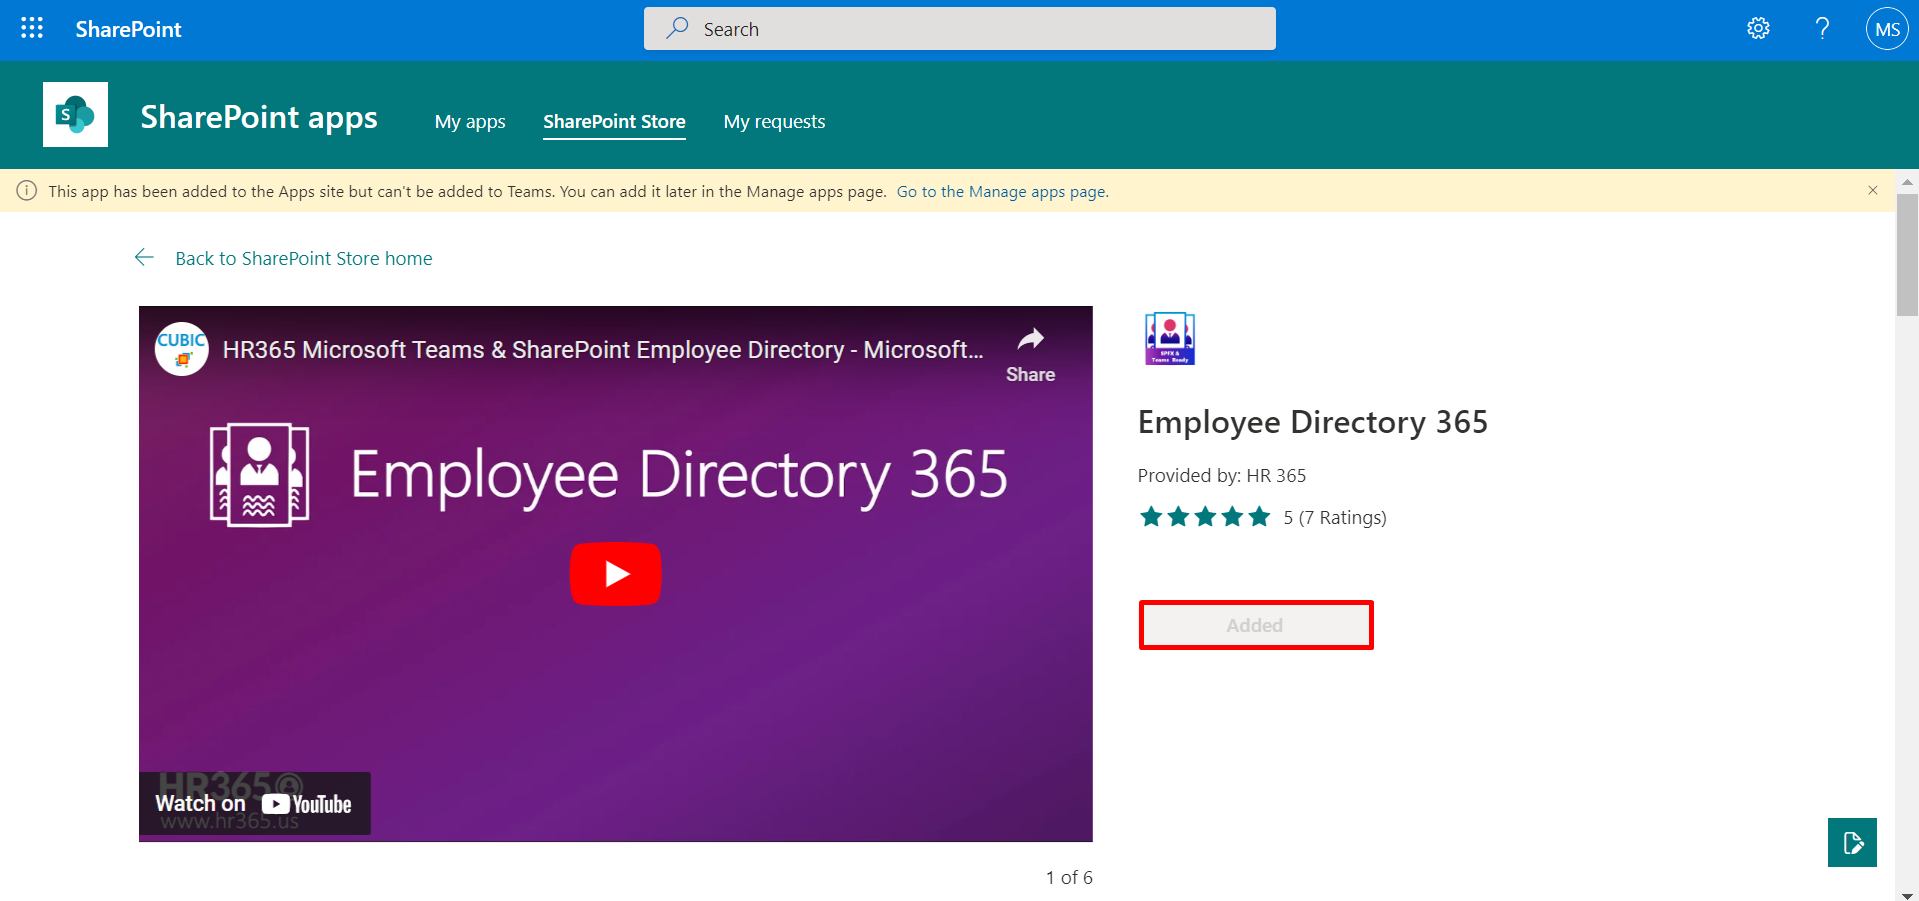 SharePoint
Search
MS
S
SharePoint apps
My apps
SharePoint Store
My requests
This app has been added to the Apps site but can't be added to Teams. You can add it later in the Manage apps page. Go to the Manage apps page.
Back to SharePoint Store home
CUBIC
HR365 Microsoft Teams & SharePoint Employee Directory - Microsoft...
Share
Employee Directory 365
HR365
Watch on YouTube
www.hr365.us
1 of 6
SPFX &
Teams Ready
Employee Directory 365
Provided by: HR 365
5 (7 Ratings)
Added